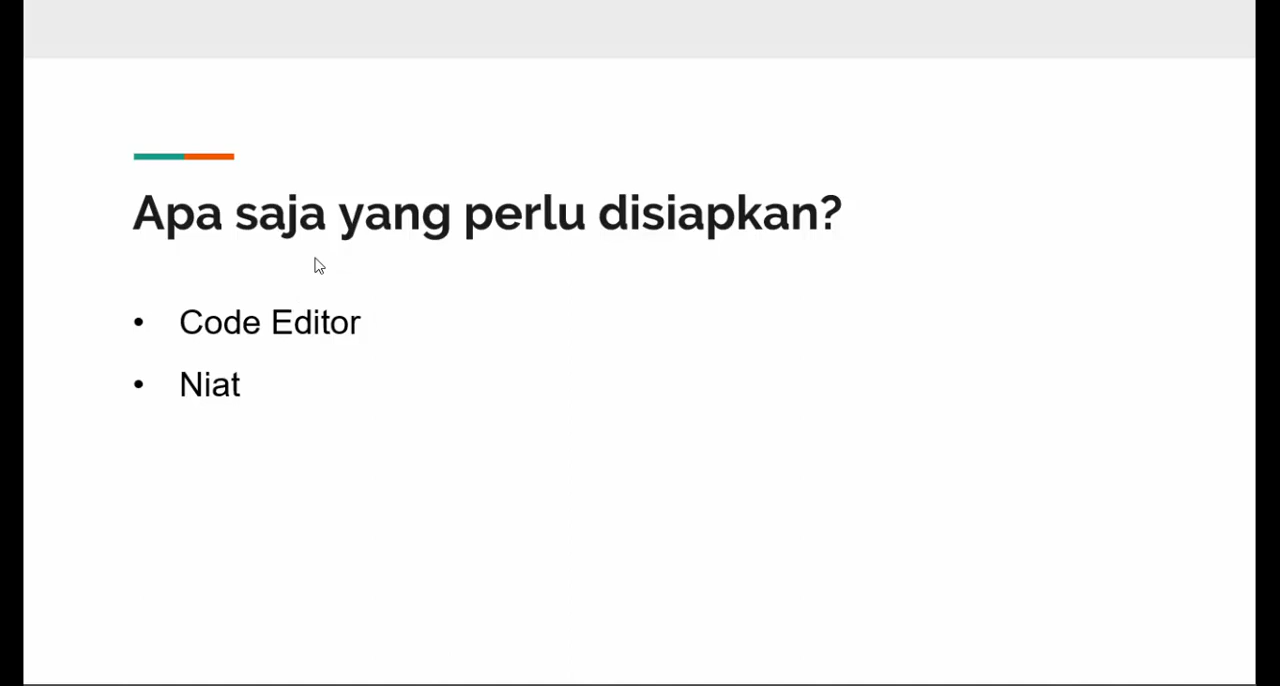 Apa saja yang perlu disiapkan?
• Code Editor
• Niat